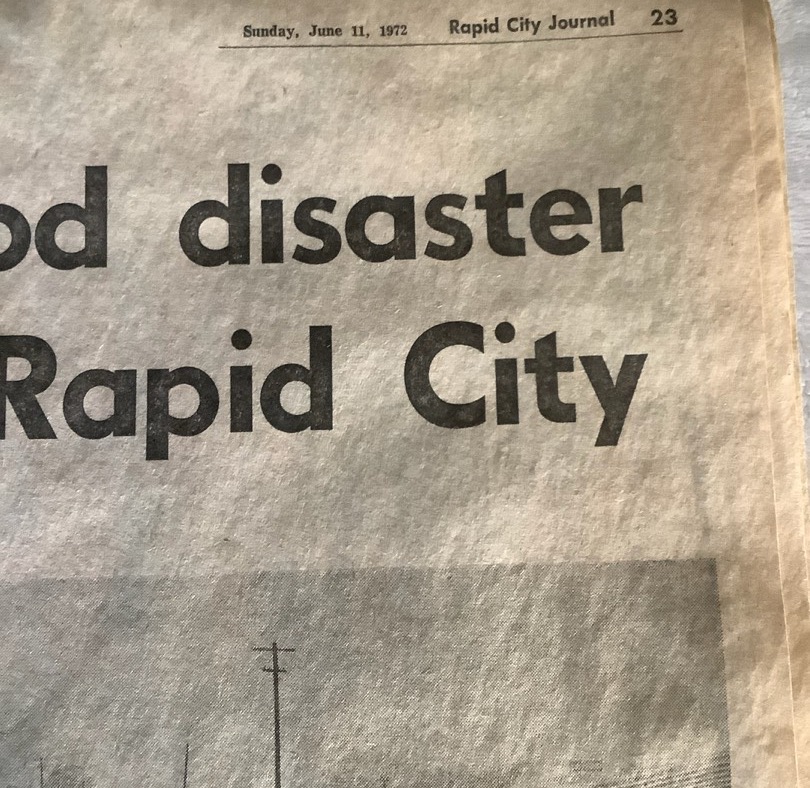 Sunday, June 11, 1972 Rapid City Journal 23
od disaster
Rapid City